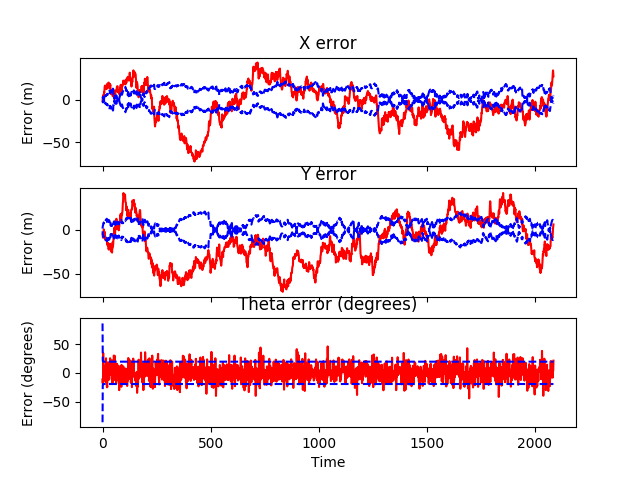 X error
Error (m)
0
−50
Y error
Error (m)
0
−50
Theta error (degrees)
Error (degrees)
50
0
−50
0
500
1000
1500
2000
Time